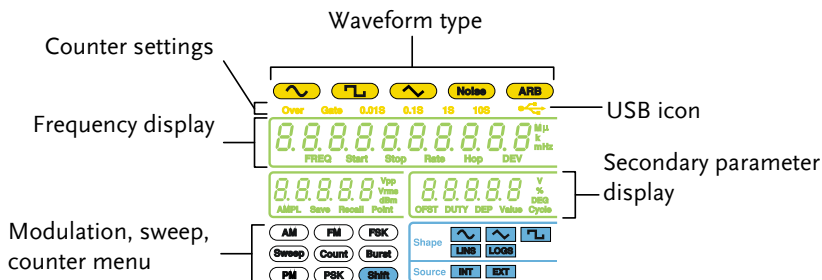 Waveform type
Counter settings
Noise ARB
Over Gate 0.01S 0.1S 1S 10S
USB icon
Frequency display
8.8.8.8.8.8.8.8.8.8 Mμ
k
mHz
FREQ Start Stop Rate Hop DEV
Secondary parameter
display
8.8.8.8.8 Vpp
Vrms
dBm
AMPL Save Recall Point
8.8.8.8.8 V
%
DEG
OFST DUTY DEP Value Cycle
Modulation, sweep,
counter menu
AM FM FSK
Sweep Count Burst
PM PSK Shift
Shape
LINS LOGS
Source INT EXT